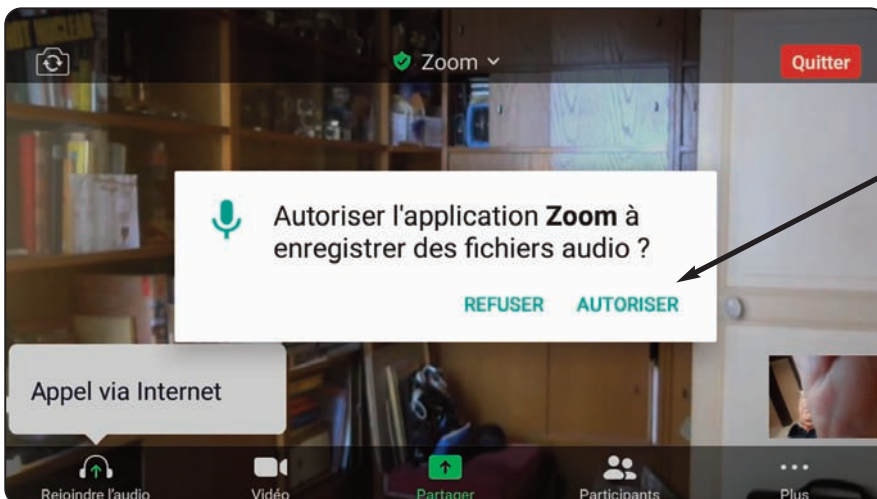 Zoom
Quitter
Autoriser l'application Zoom à
enregistrer des fichiers audio ?
REFUSER AUTORISER
Appel via Internet
Rejoindre l'audio Vidéo Partager Participants Plus